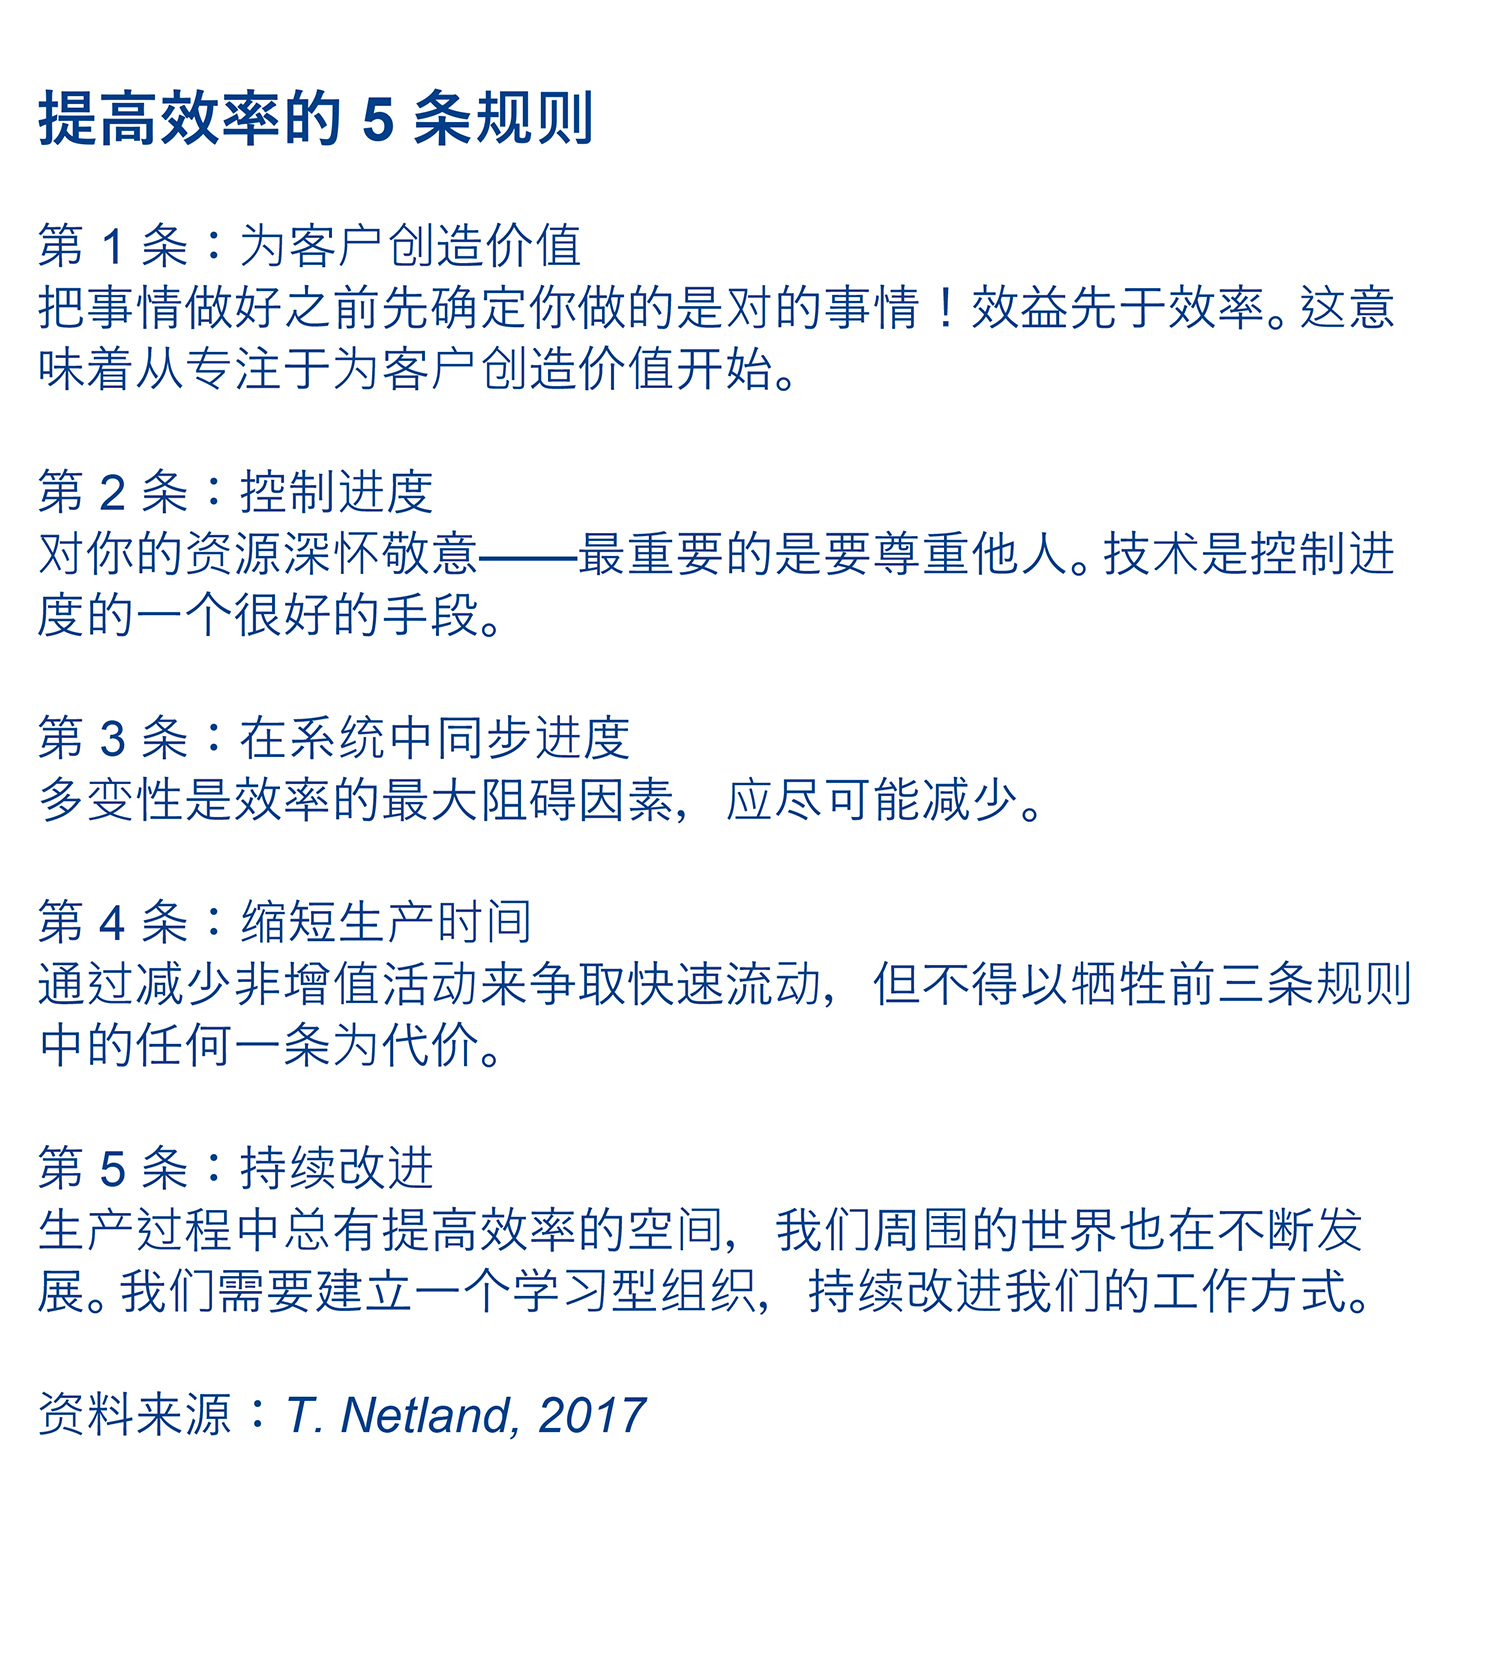 提高效率的 5 条规则
第 1 条：为客户创造价值
把事情做好之前先确定你做的是对的事情！效益先于效率。这意
味着从专注于为客户创造价值开始。
第 2 条：控制进度
对你的资源深怀敬意——最重要的是要尊重他人。技术是控制进
度的一个很好的手段。
第 3 条：在系统中同步进度
多变性是效率的最大阻碍因素，应尽可能减少。
第 4 条：缩短生产时间
通过减少非增值活动来争取快速流动，但不得以牺牲前三条规则
中的任何一条为代价。
第 5 条：持续改进
生产过程中总有提高效率的空间，我们周围的世界也在不断发
展。我们需要建立一个学习型组织，持续改进我们的工作方式。
资料来源：T. Netland, 2017